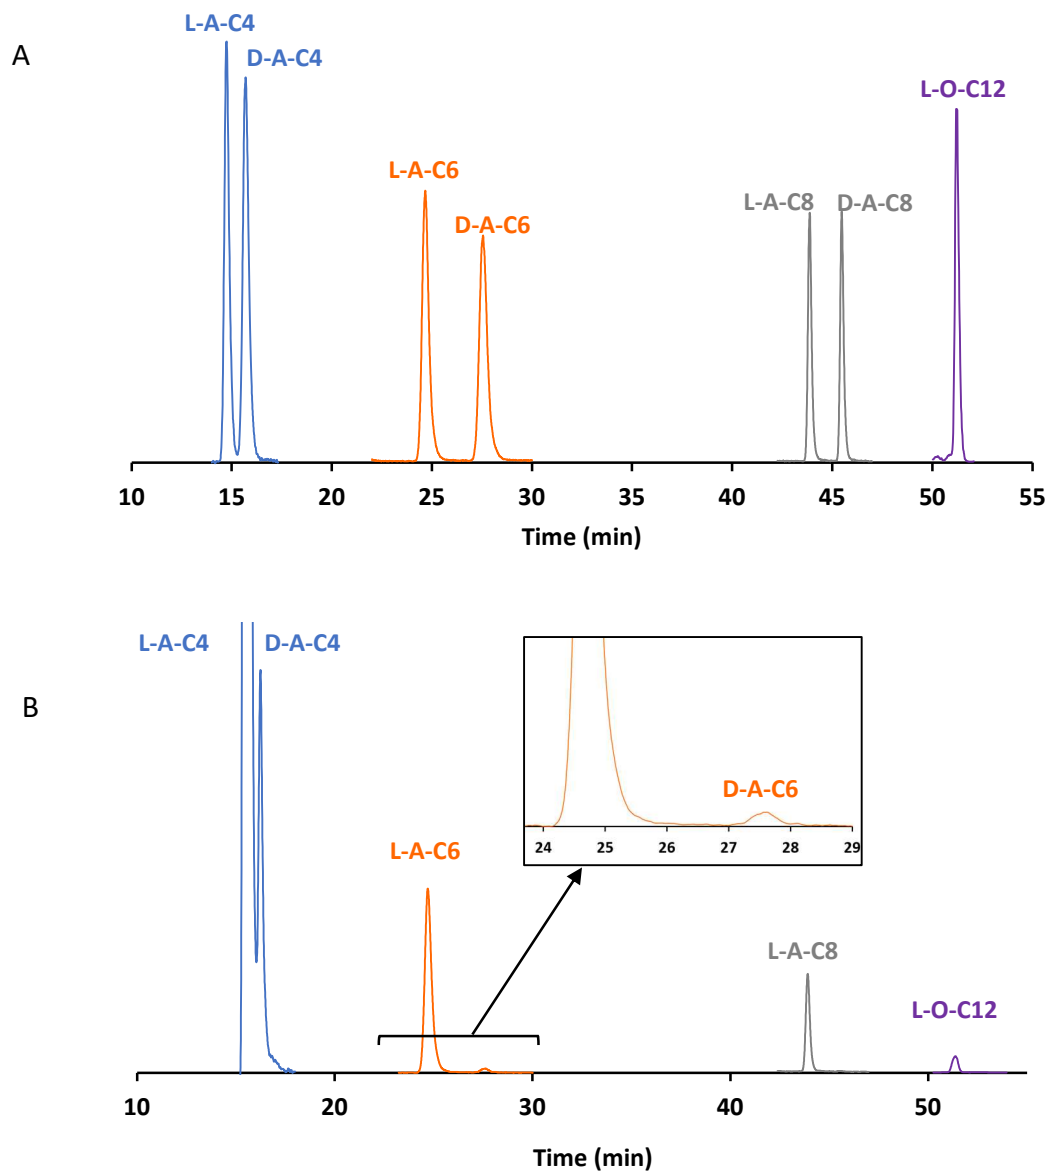 A
L-A-C4
D-A-C4
L-A-C6
D-A-C6
L-A-C8
D-A-C8
L-O-C12
10 15 20 25 30 35 40 45 50 55
Time (min)
B
L-A-C4
D-A-C4
L-A-C6
D-A-C6
24 25 26 27 28 29
L-A-C8
L-O-C12
10 20 30 40 50
Time (min)